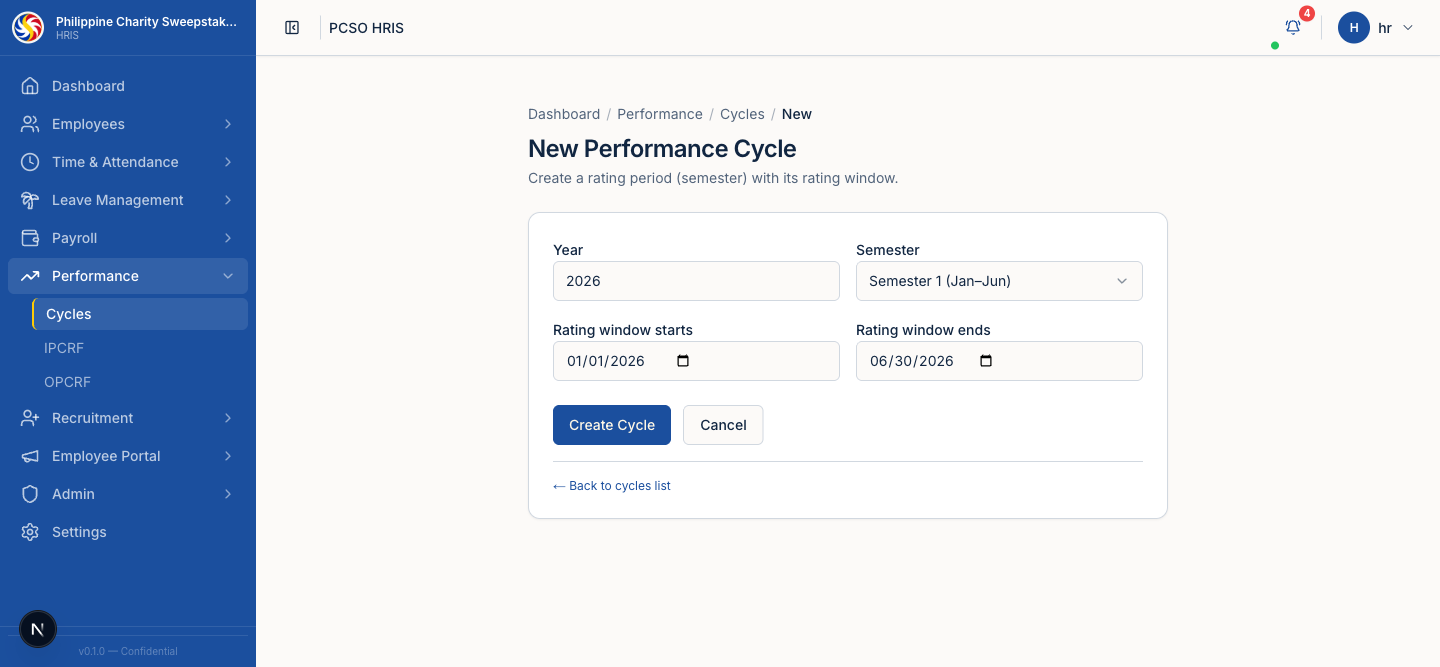 Philippine Charity Sweepstak...
HRIS
Dashboard
Employees
Time & Attendance
Leave Management
Payroll
Performance
Cycles
IPCRF
OPCRF
Recruitment
Employee Portal
Admin
Settings
N
v0.1.0 — Confidential
PCSO HRIS
4
H
hr
Dashboard / Performance / Cycles / New
New Performance Cycle
Create a rating period (semester) with its rating window.
Year
Semester
2026
Semester 1 (Jan–Jun)
Rating window starts
Rating window ends
01/01/2026
06/30/2026
Create Cycle
Cancel
← Back to cycles list